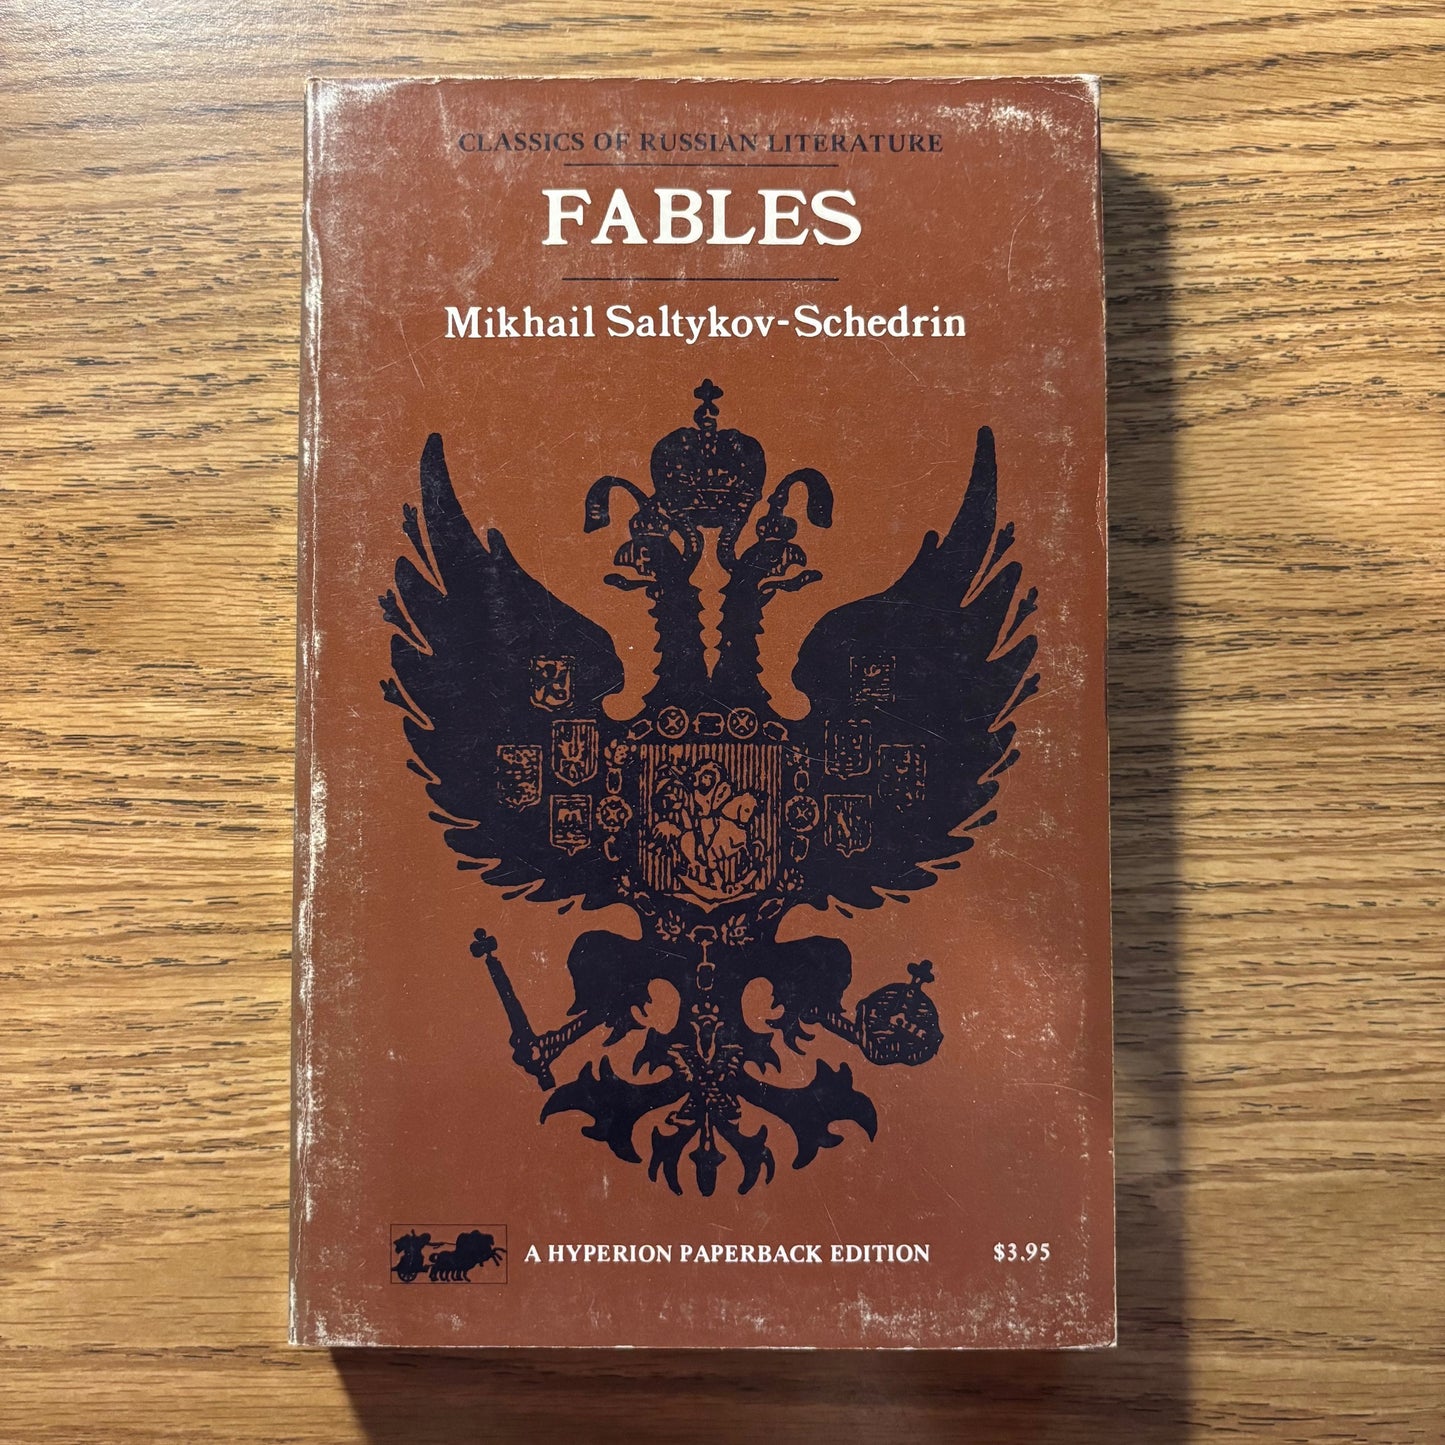 CLASSICS OF RUSSIAN LITERATURE
FABLES
Mikhail Saltykov-Schedrin
A HYPERION PAPERBACK EDITION $3.95